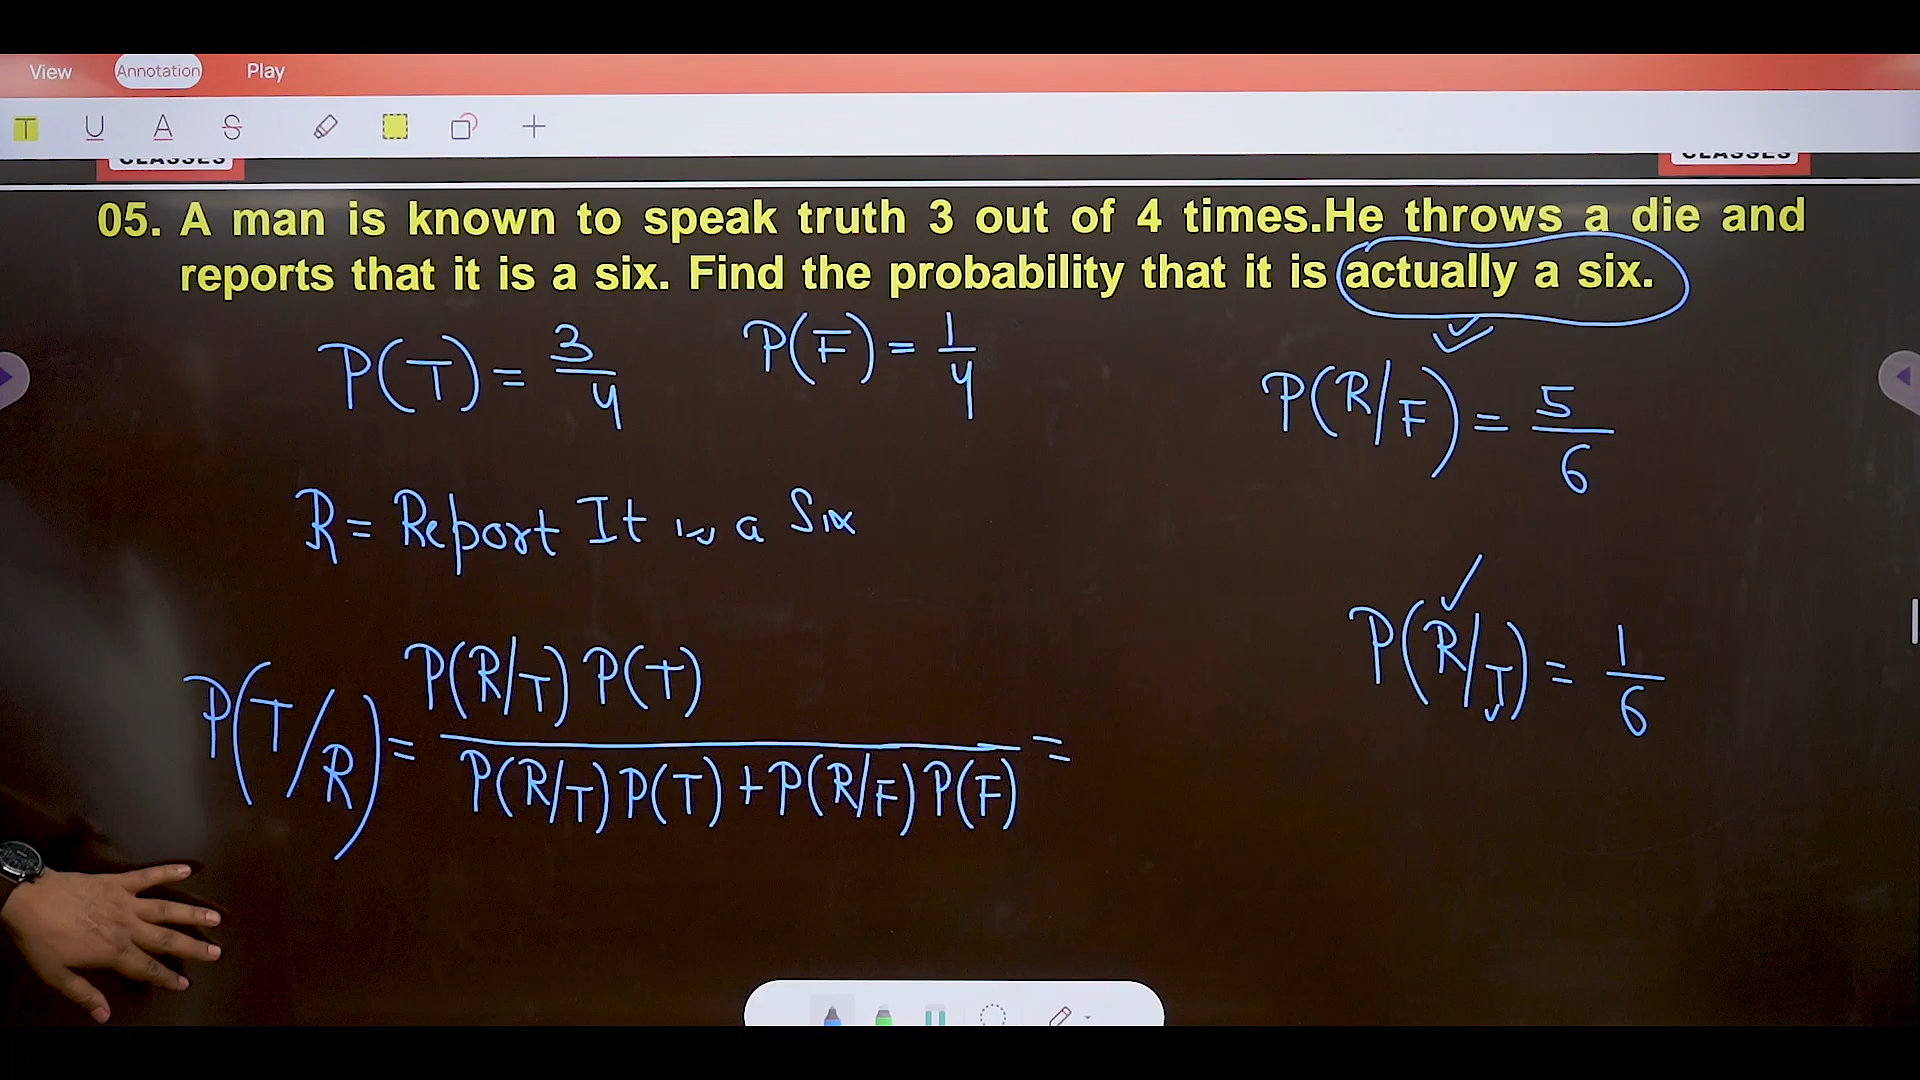 View Annotation Play
T U A S
CLASSES CLASSES
05. A man is known to speak truth 3 out of 4 times.He throws a die and
reports that it is a six. Find the probability that it is actually a six.
P(T) = 3/4 P(F) = 1/4
P(R/F) = 5/6
R = Report It is a Six
P(R/T) = 1/6
P(T/R) = P(R/T) P(T) / P(R/T) P(T) + P(R/F) P(F) =